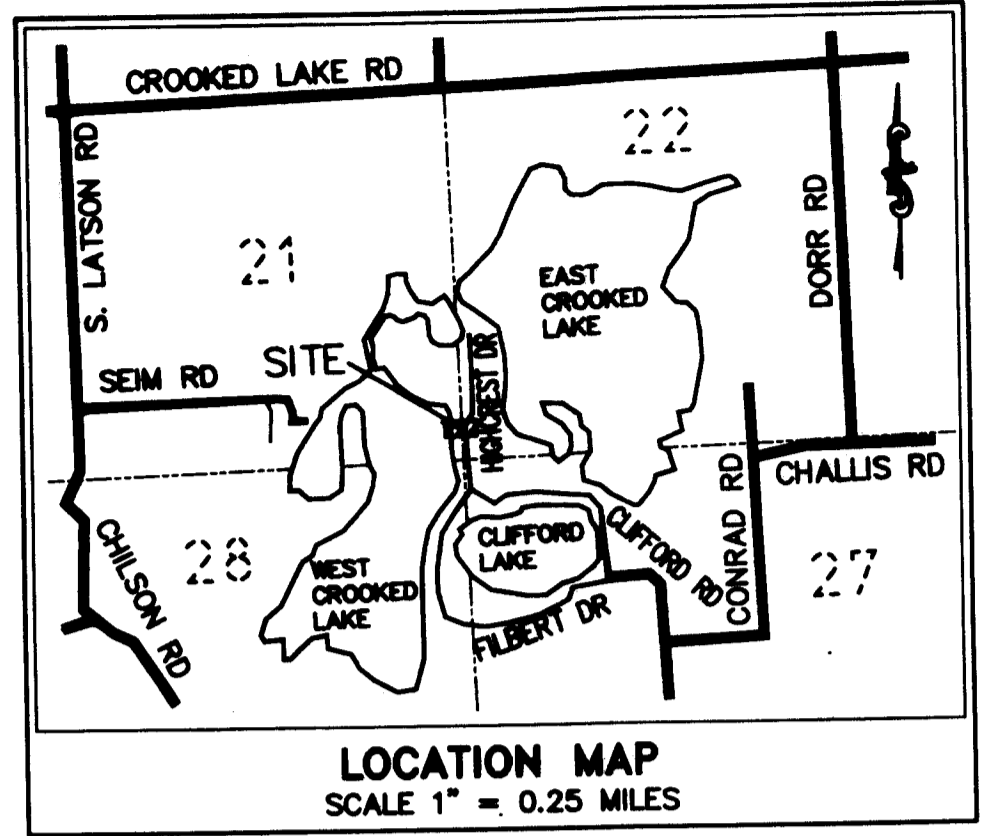 CROOKED LAKE RD
22
S. LATSON RD
21
DORR RD
EAST
CROOKED
LAKE
SITE
HIGHCREST DR
SEIM RD
CHALLIS RD
CONRAD RD
CLIFFORD RD
CLIFFORD
LAKE
CHILSON RD
28
WEST
CROOKED
LAKE
27
FILBERT DR
LOCATION MAP
SCALE 1" = 0.25 MILES